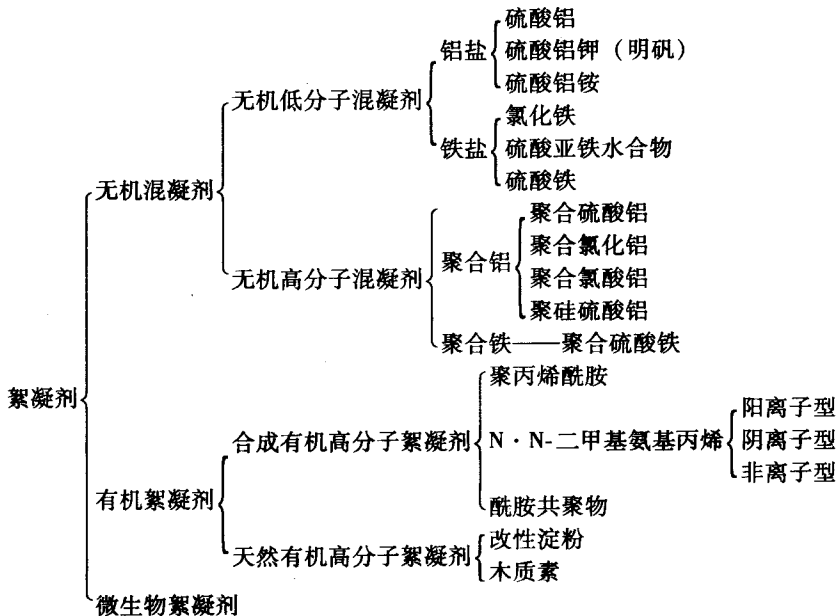 硫酸铝
铝盐
硫酸铝钾（明矾）
硫酸铝铵
无机低分子混凝剂
氯化铁
铁盐
硫酸亚铁水合物
硫酸铁
无机混凝剂
聚合硫酸铝
聚合氯化铝
聚合铝
无机高分子混凝剂
聚合氯酸铝
聚硅硫酸铝
聚合铁——聚合硫酸铁
聚丙烯酰胺
絮凝剂
阳离子型
合成有机高分子絮凝剂
N·N-二甲基氨基丙烯
阴离子型
非离子型
有机絮凝剂
酰胺共聚物
改性淀粉
天然有机高分子絮凝剂
木质素
微生物絮凝剂